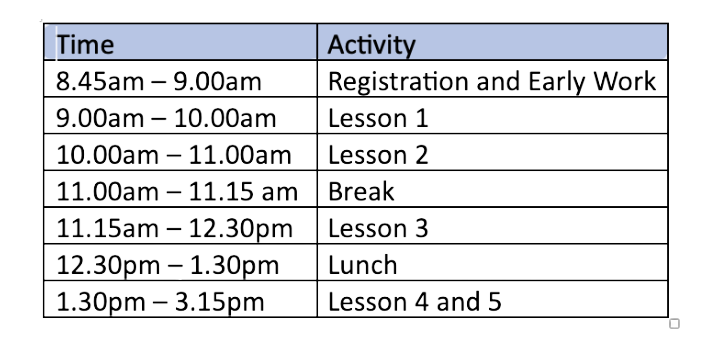 Time Activity
8.45am – 9.00am Registration and Early Work
9.00am – 10.00am Lesson 1
10.00am – 11.00am Lesson 2
11.00am – 11.15 am Break
11.15am – 12.30pm Lesson 3
12.30pm – 1.30pm Lunch
1.30pm – 3.15pm Lesson 4 and 5